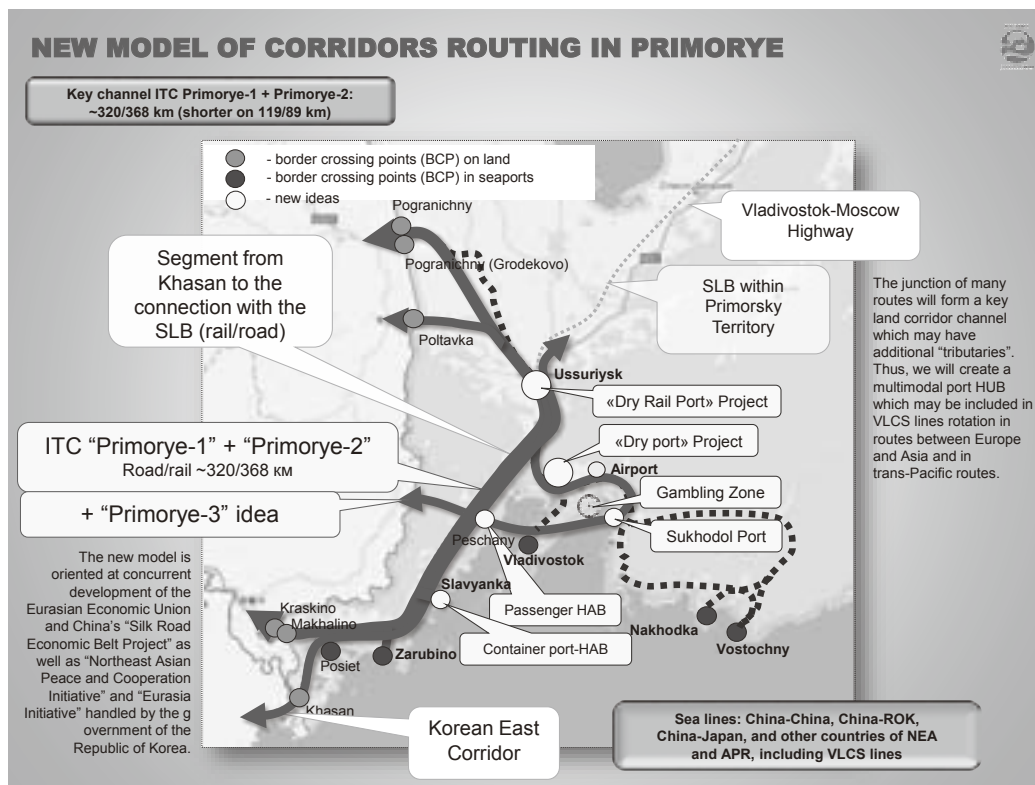 NEW MODEL OF CORRIDORS ROUTING IN PRIMORYE
Key channel ITC Primorye-1 + Primorye-2:
~320/368 km (shorter on 119/89 km)
- border crossing points (BCP) on land
- border crossing points (BCP) in seaports
- new ideas
Pogranichny
Pogranichny (Grodekovo)
Vladivostok-Moscow
Highway
Segment from
Khasan to the
connection with the
SLB (rail/road)
SLB within
Primorsky
Territory
The junction of many
routes will form a key
land corridor channel
which may have
additional “tributaries”.
Thus, we will create a
multimodal port HUB
which may be included in
VLCS lines rotation in
routes between Europe
and Asia and in
trans-Pacific routes.
Poltavka
Ussuriysk
«Dry Rail Port» Project
«Dry port» Project
Airport
ITC “Primorye-1” + “Primorye-2”
Road/rail ~320/368 км
+ “Primorye-3” idea
Gambling Zone
Sukhodol Port
Peschany
Vladivostok
The new model is
oriented at concurrent
development of the
Eurasian Economic Union
and China’s “Silk Road
Economic Belt Project” as
well as “Northeast Asian
Peace and Cooperation
Initiative” and “Eurasia
Initiative” handled by the g
overnment of the
Republic of Korea.
Slavyanka
Passenger HAB
Container port-HAB
Kraskino
Makhalino
Posiet
Zarubino
Nakhodka
Vostochny
Khasan
Korean East
Corridor
Sea lines: China-China, China-ROK,
China-Japan, and other countries of NEA
and APR, including VLCS lines